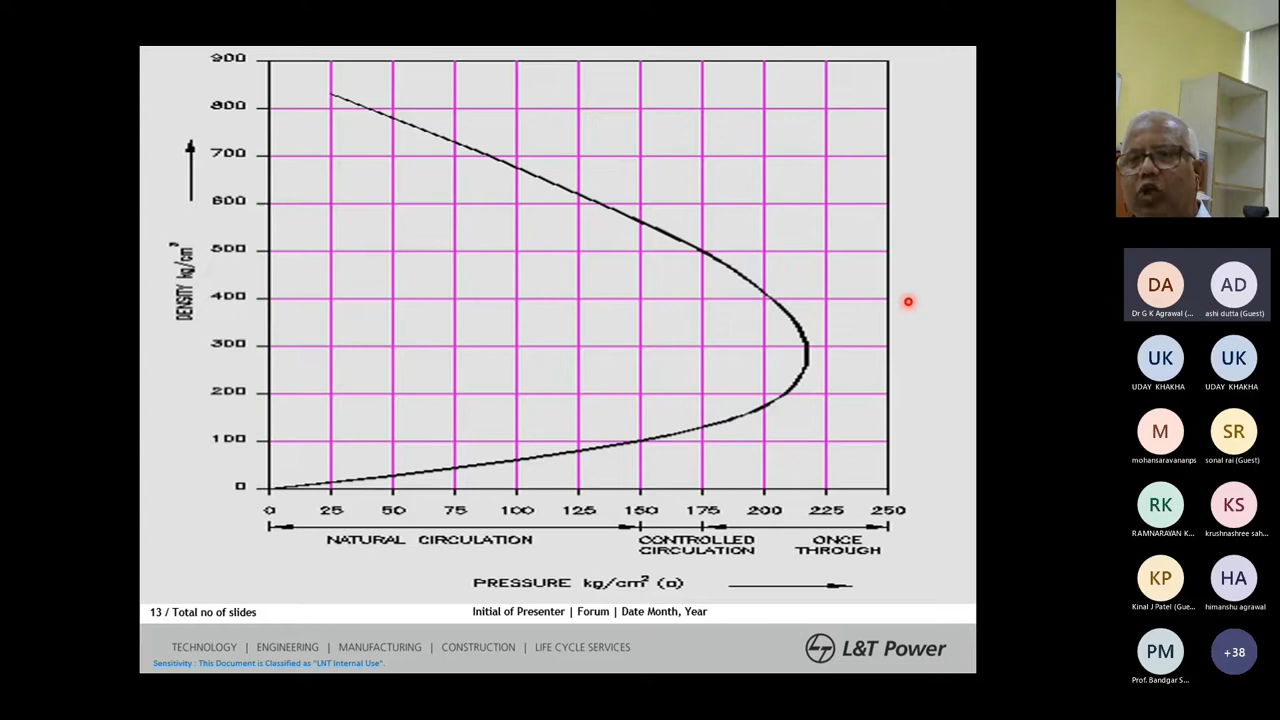 900
800
700
600
500
400
300
200
100
0
DENSITY kg/cm³
0 25 50 75 100 125 150 175 200 225 250
NATURAL CIRCULATION
CONTROLLED CIRCULATION
ONCE THROUGH
PRESSURE kg/cm² (a)
13 / Total no of slides
Initial of Presenter | Forum | Date Month, Year
TECHNOLOGY | ENGINEERING | MANUFACTURING | CONSTRUCTION | LIFE CYCLE SERVICES
Sensitivity : This Document is Classified as "LNT Internal Use".
L&T Power
DA
AD
Dr G K Agrawal (...
ashi dutta (Guest)
UK
UK
UDAY KHAKHA
UDAY KHAKHA
M
SR
mohansaravananps
sonal rai (Guest)
RK
KS
RAMNARAYAN K...
krushnashree sah...
KP
HA
Kinal J Patel (Gue...
himanshu agrawal
PM
+38
Prof. Bandgar S...